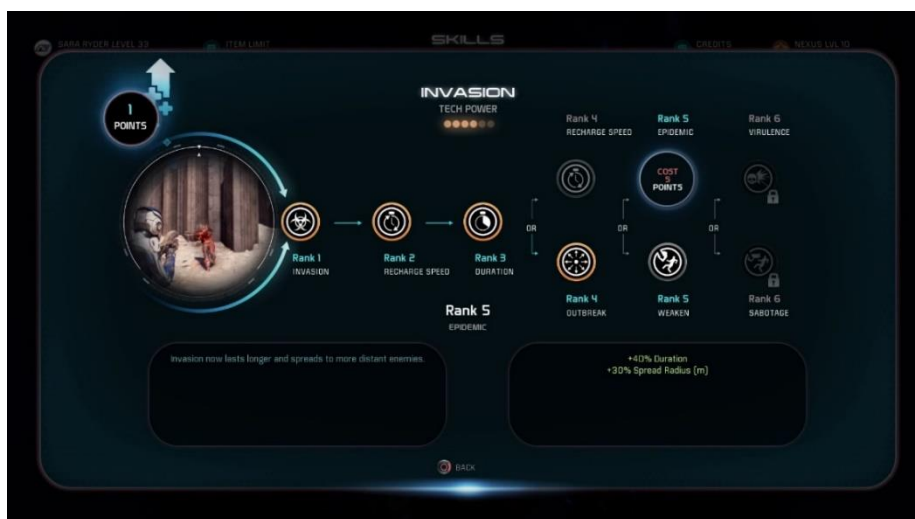 SARA RYDER LEVEL 33
ITEM LIMIT
SKILLS
CREDITS
NEXUS LVL 10
1
POINTS
INVASION
TECH POWER
Rank 4
RECHARGE SPEED
Rank 5
EPIDEMIC
Rank 6
VIRULENCE
COST
5
POINTS
OR
OR
OR
Rank 1
INVASION
Rank 2
RECHARGE SPEED
Rank 3
DURATION
Rank 4
OUTBREAK
Rank 5
WEAKEN
Rank 6
SABOTAGE
Rank 5
EPIDEMIC
Invasion now lasts longer and spreads to more distant enemies.
+40% Duration
+30% Spread Radius (m)
BACK